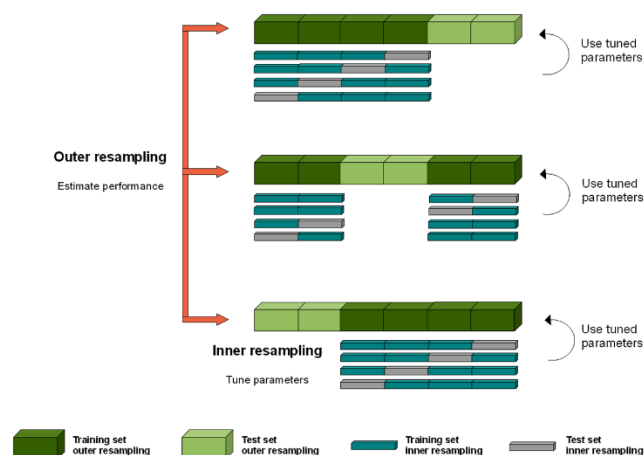 Use tuned
parameters
Outer resampling
Estimate performance
Use tuned
parameters
Use tuned
parameters
Inner resampling
Tune parameters
Training set
outer resampling
Test set
outer resampling
Training set
inner resampling
Test set
inner resampling